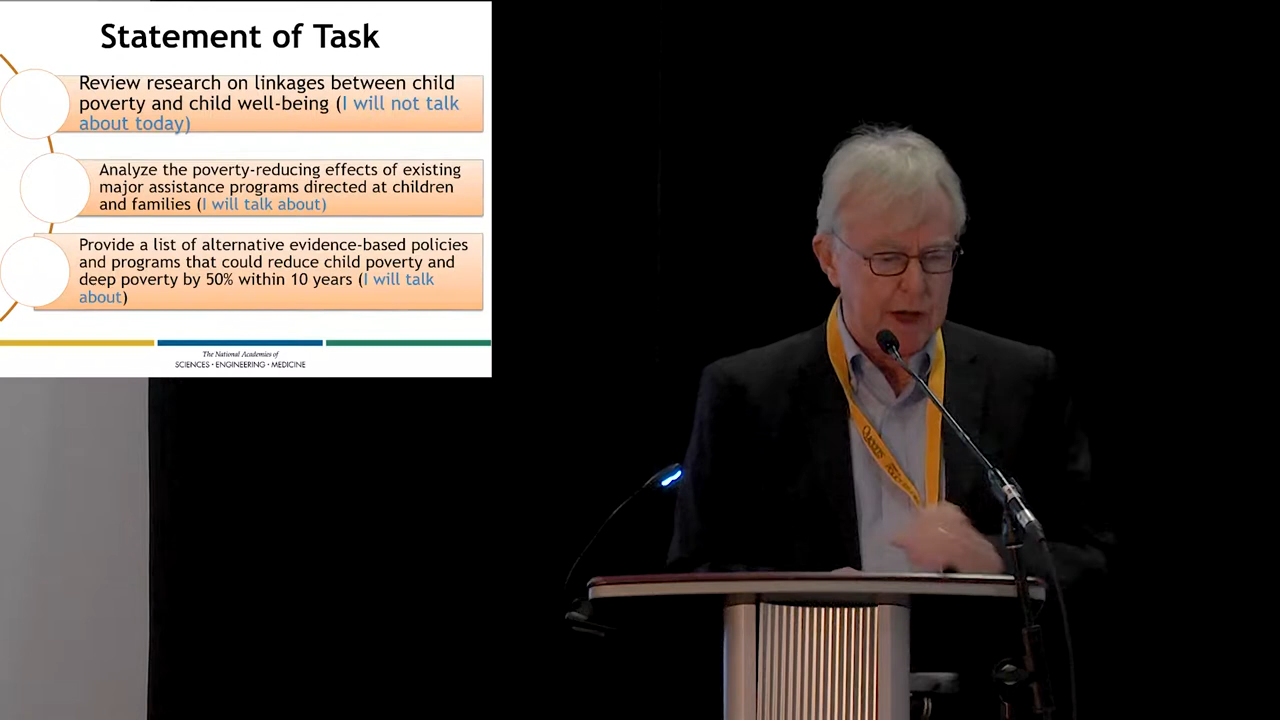 Statement of Task
Review research on linkages between child
poverty and child well-being (I will not talk
about today)
Analyze the poverty-reducing effects of existing
major assistance programs directed at children
and families (I will talk about)
Provide a list of alternative evidence-based policies
and programs that could reduce child poverty and
deep poverty by 50% within 10 years (I will talk
about)
The National Academies of
SCIENCES • ENGINEERING • MEDICINE
Queen's